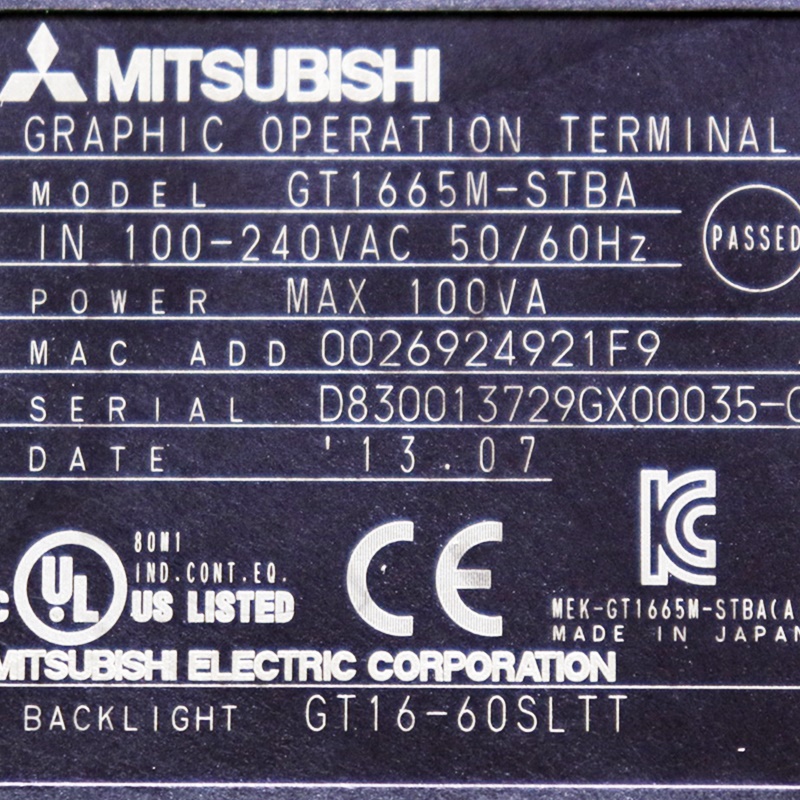 MITSUBISHI
GRAPHIC OPERATION TERMINAL
MODEL GT1665M-STBA
PASSED
IN 100-240VAC 50/60Hz
POWER MAX 100VA
MAC ADD 0026924921F9
SERIAL D830013729GX00035-
DATE '13.07
80M1
IND.CONT.EQ.
C UL US LISTED
CE
KC
MEK-GT1665M-STBA(A
MADE IN JAPAN
MITSUBISHI ELECTRIC CORPORATION
BACKLIGHT GT16-60SLTT